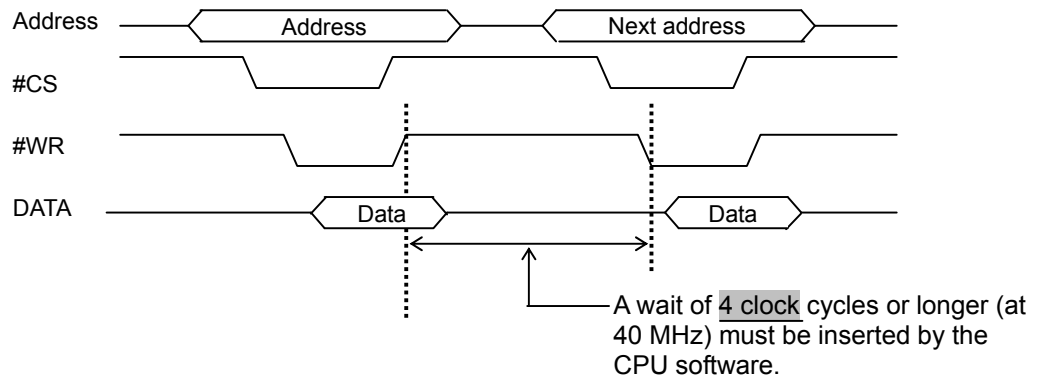 Address
Address
Next address
#CS
#WR
DATA
Data
Data
A wait of 4 clock cycles or longer (at
40 MHz) must be inserted by the
CPU software.